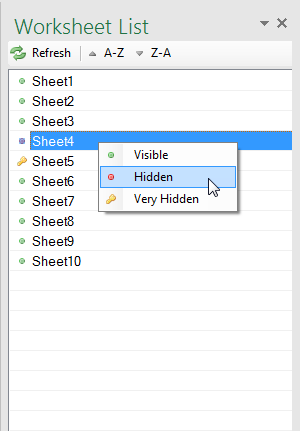 Worksheet List
Refresh A-Z Z-A
Sheet1
Sheet2
Sheet3
Sheet4
Sheet5
Sheet6
Sheet7
Sheet8
Sheet9
Sheet10
Visible
Hidden
Very Hidden